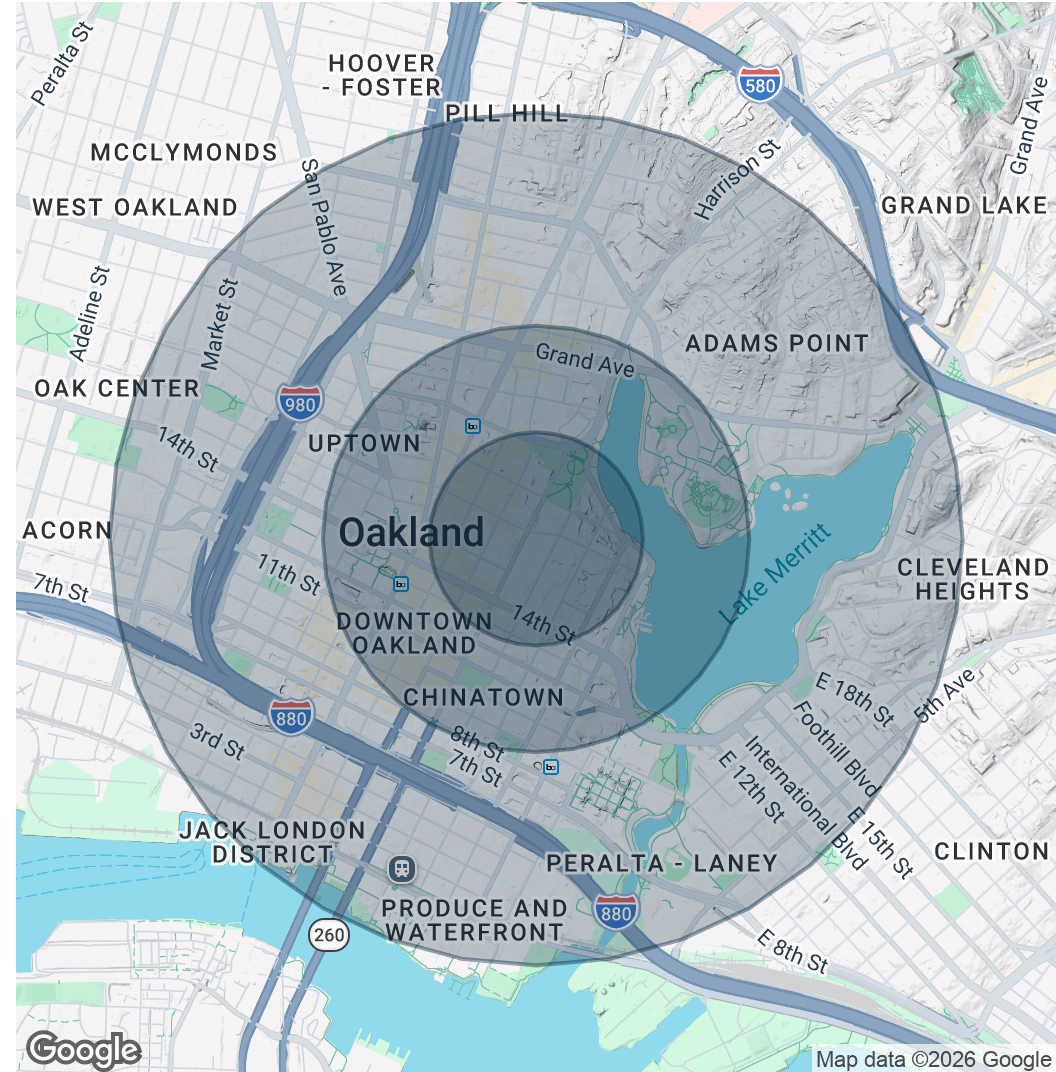 Peralta St
HOOVER
- FOSTER
580
PILL HILL
Grand Ave
MCCLYMONDS
Harrison St
San Pablo Ave
WEST OAKLAND
GRAND LAKE
Adeline St
Market St
ADAMS POINT
Grand Ave
OAK CENTER
980
UPTOWN
14th St
Oakland
ACORN
Lake Merritt
11th St
7th St
CLEVELAND
HEIGHTS
14th St
DOWNTOWN
OAKLAND
CHINATOWN
E 18th St
5th Ave
880
3rd St
8th St
7th St
Foothill Blvd
International Blvd
E 12th St
E 15th St
JACK LONDON
DISTRICT
PERALTA - LANEY
CLINTON
PRODUCE AND
WATERFRONT
880
260
E 8th St
Google
Map data ©2026 Google